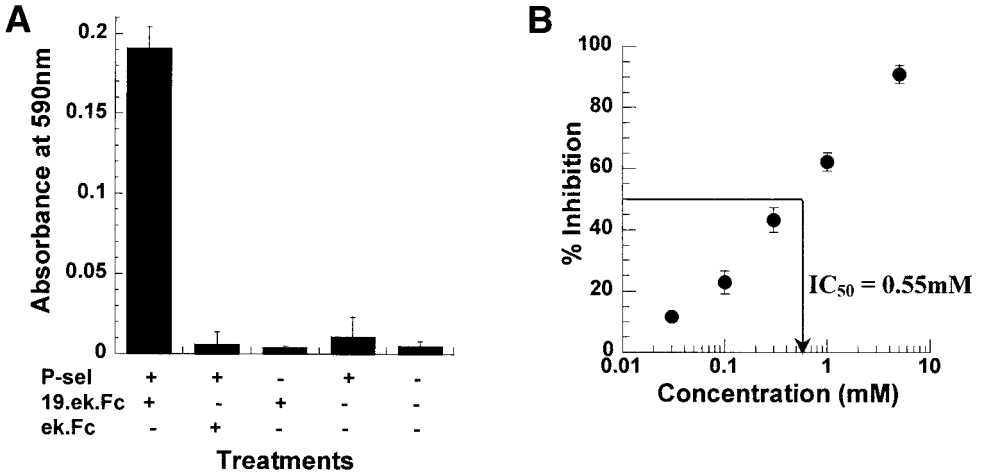 A
Absorbance at 590nm
0.2
0.15
0.1
0.05
0
P-sel + + - + -
19.ek.Fc + - + - -
ek.Fc - + - - -
Treatments
B
% Inhibition
100
80
60
40
20
0
IC50 = 0.55mM
0.01 0.1 1 10
Concentration (mM)